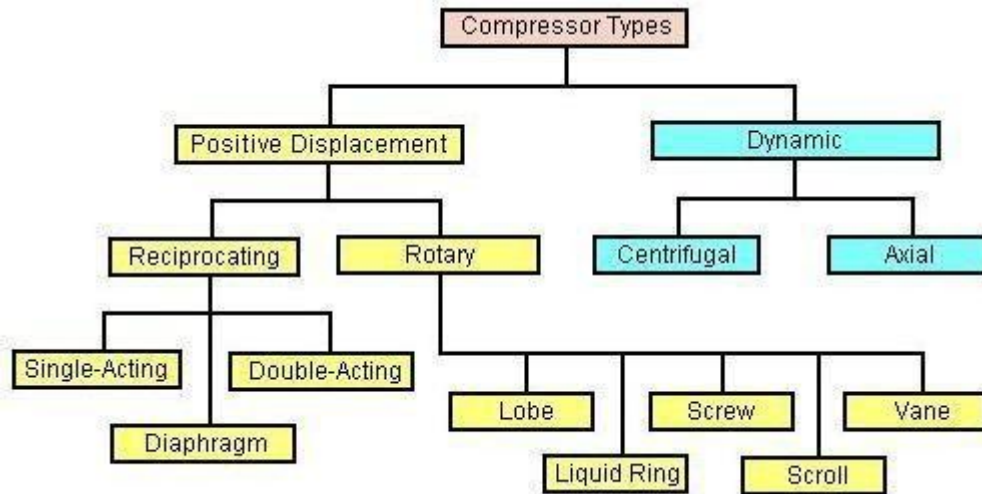 Compressor Types
Positive Displacement
Dynamic
Reciprocating
Rotary
Centrifugal
Axial
Single-Acting
Double-Acting
Diaphragm
Lobe
Screw
Vane
Liquid Ring
Scroll